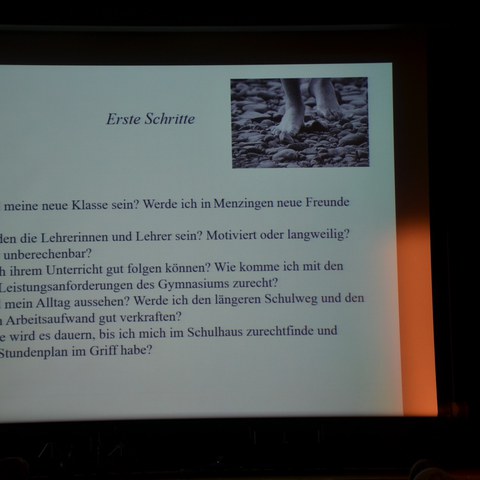 Erste Schritte
meine neue Klasse sein? Werde ich in Menzingen neue Freunde
den die Lehrerinnen und Lehrer sein? Motiviert oder langweilig?
unberechenbar?
h ihrem Unterricht gut folgen können? Wie komme ich mit den
Leistungsanforderungen des Gymnasiums zurecht?
mein Alltag aussehen? Werde ich den längeren Schulweg und den
n Arbeitsaufwand gut verkraften?
e wird es dauern, bis ich mich im Schulhaus zurechtfinde und
Stundenplan im Griff habe?